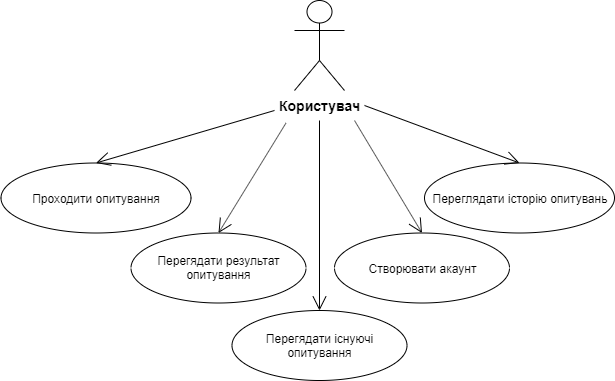 Користувач
Проходити опитування
Переглядати історію опитувань
Перегядати результат
опитування
Створювати акаунт
Перегядати існуючі
опитування